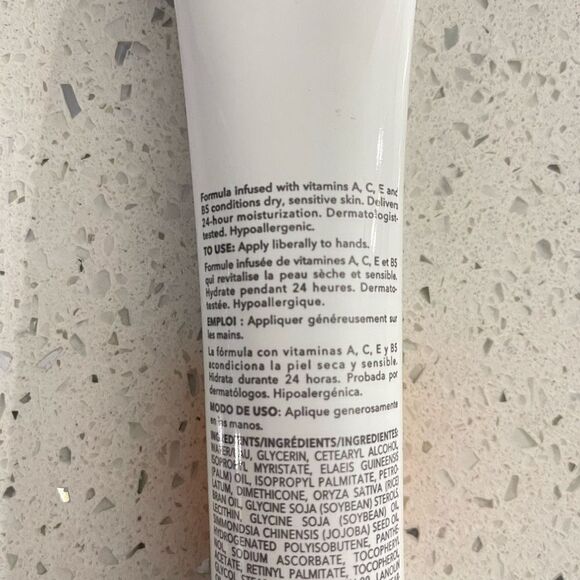 Formula infused with vitamins A, C, E and
B5 conditions dry, sensitive skin. Delivers
24-hour moisturization. Dermatologist-
tested. Hypoallergenic.
TO USE: Apply liberally to hands.
Formule infusée de vitamines A, C, E et B5
qui revitalise la peau sèche et sensible.
Hydrate pendant 24 heures. Dermato-
testée. Hypoallergique.
EMPLOI : Appliquer généreusement sur
les mains.
La fórmula con vitaminas A, C, E y B5
acondiciona la piel seca y sensible.
Hidrata durante 24 horas. Probada por
dermatólogos. Hipoalergénica.
MODO DE USO: Aplique generosamente
en las manos.
INGREDIENTS/INGRÉDIENTS/INGREDIENTES:
WATER/EAU, GLYCERIN, CETEARYL ALCOHOL,
ISOPROPYL MYRISTATE, ELAEIS GUINEENSIS
(PALM) OIL, ISOPROPYL PALMITATE, PETRO-
LATUM, DIMETHICONE, ORYZA SATIVA (RICE)
BRAN OIL, GLYCINE SOJA (SOYBEAN) STEROLS,
LECITHIN, GLYCINE SOJA (SOYBEAN) OIL,
SIMMONDSIA CHINENSIS (JOJOBA) SEED OIL,
HYDROGENATED POLYISOBUTENE, PANTHE-
NOL, SODIUM ASCORBATE, TOCOPHERYL
ACETATE, RETINYL PALMITATE, TOCOPHEROL,
GLYCOL LANOLIN